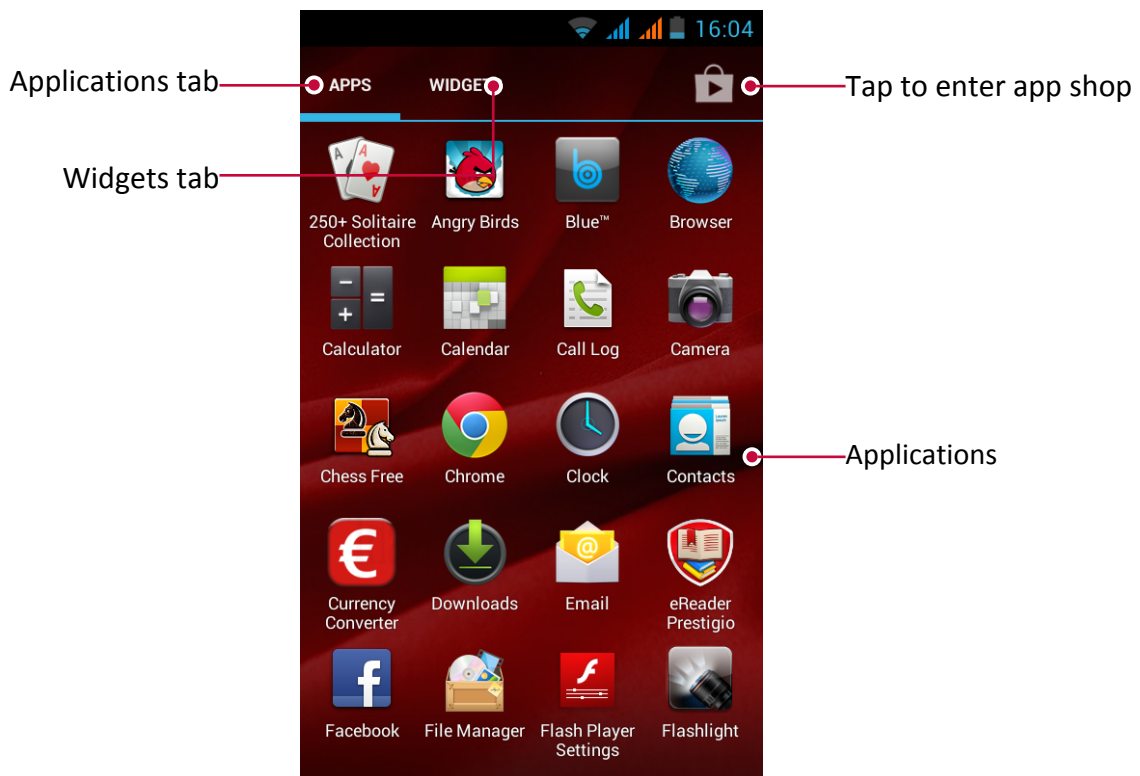 16:04
Applications tab
APPS
WIDGET
Tap to enter app shop
Widgets tab
250+ Solitaire
Collection
Angry Birds
Blue™
Browser
Calculator
Calendar
Call Log
Camera
Chess Free
Chrome
Clock
Contacts
Applications
Currency
Converter
Downloads
Email
eReader
Prestigio
Facebook
File Manager
Flash Player
Settings
Flashlight